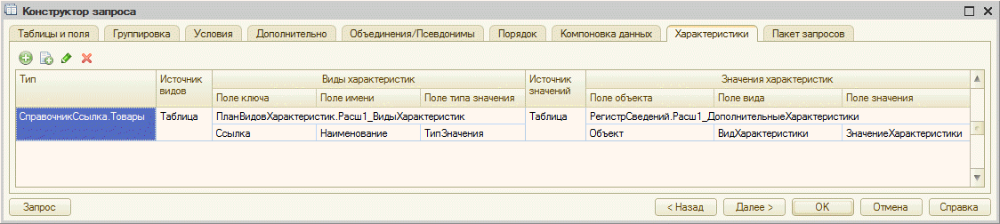 Конструктор запроса
Таблицы и поля Группировка Условия Дополнительно Объединения/Псевдонимы Порядок Компоновка данных Характеристики Пакет запросов
Тип Источник видов Виды характеристик Источник значений Значения характеристик
Поле ключа Поле имени Поле типа значения Поле объекта Поле вида Поле значения
СправочникСсылка.Товары Таблица ПланВидовХарактеристик.Расш1_ВидыХарактеристик Таблица РегистрСведений.Расш1_ДополнительныеХарактеристики
Ссылка Наименование ТипЗначения Объект ВидХарактеристики ЗначениеХарактеристики
Запрос < Назад Далее > OK Отмена Справка